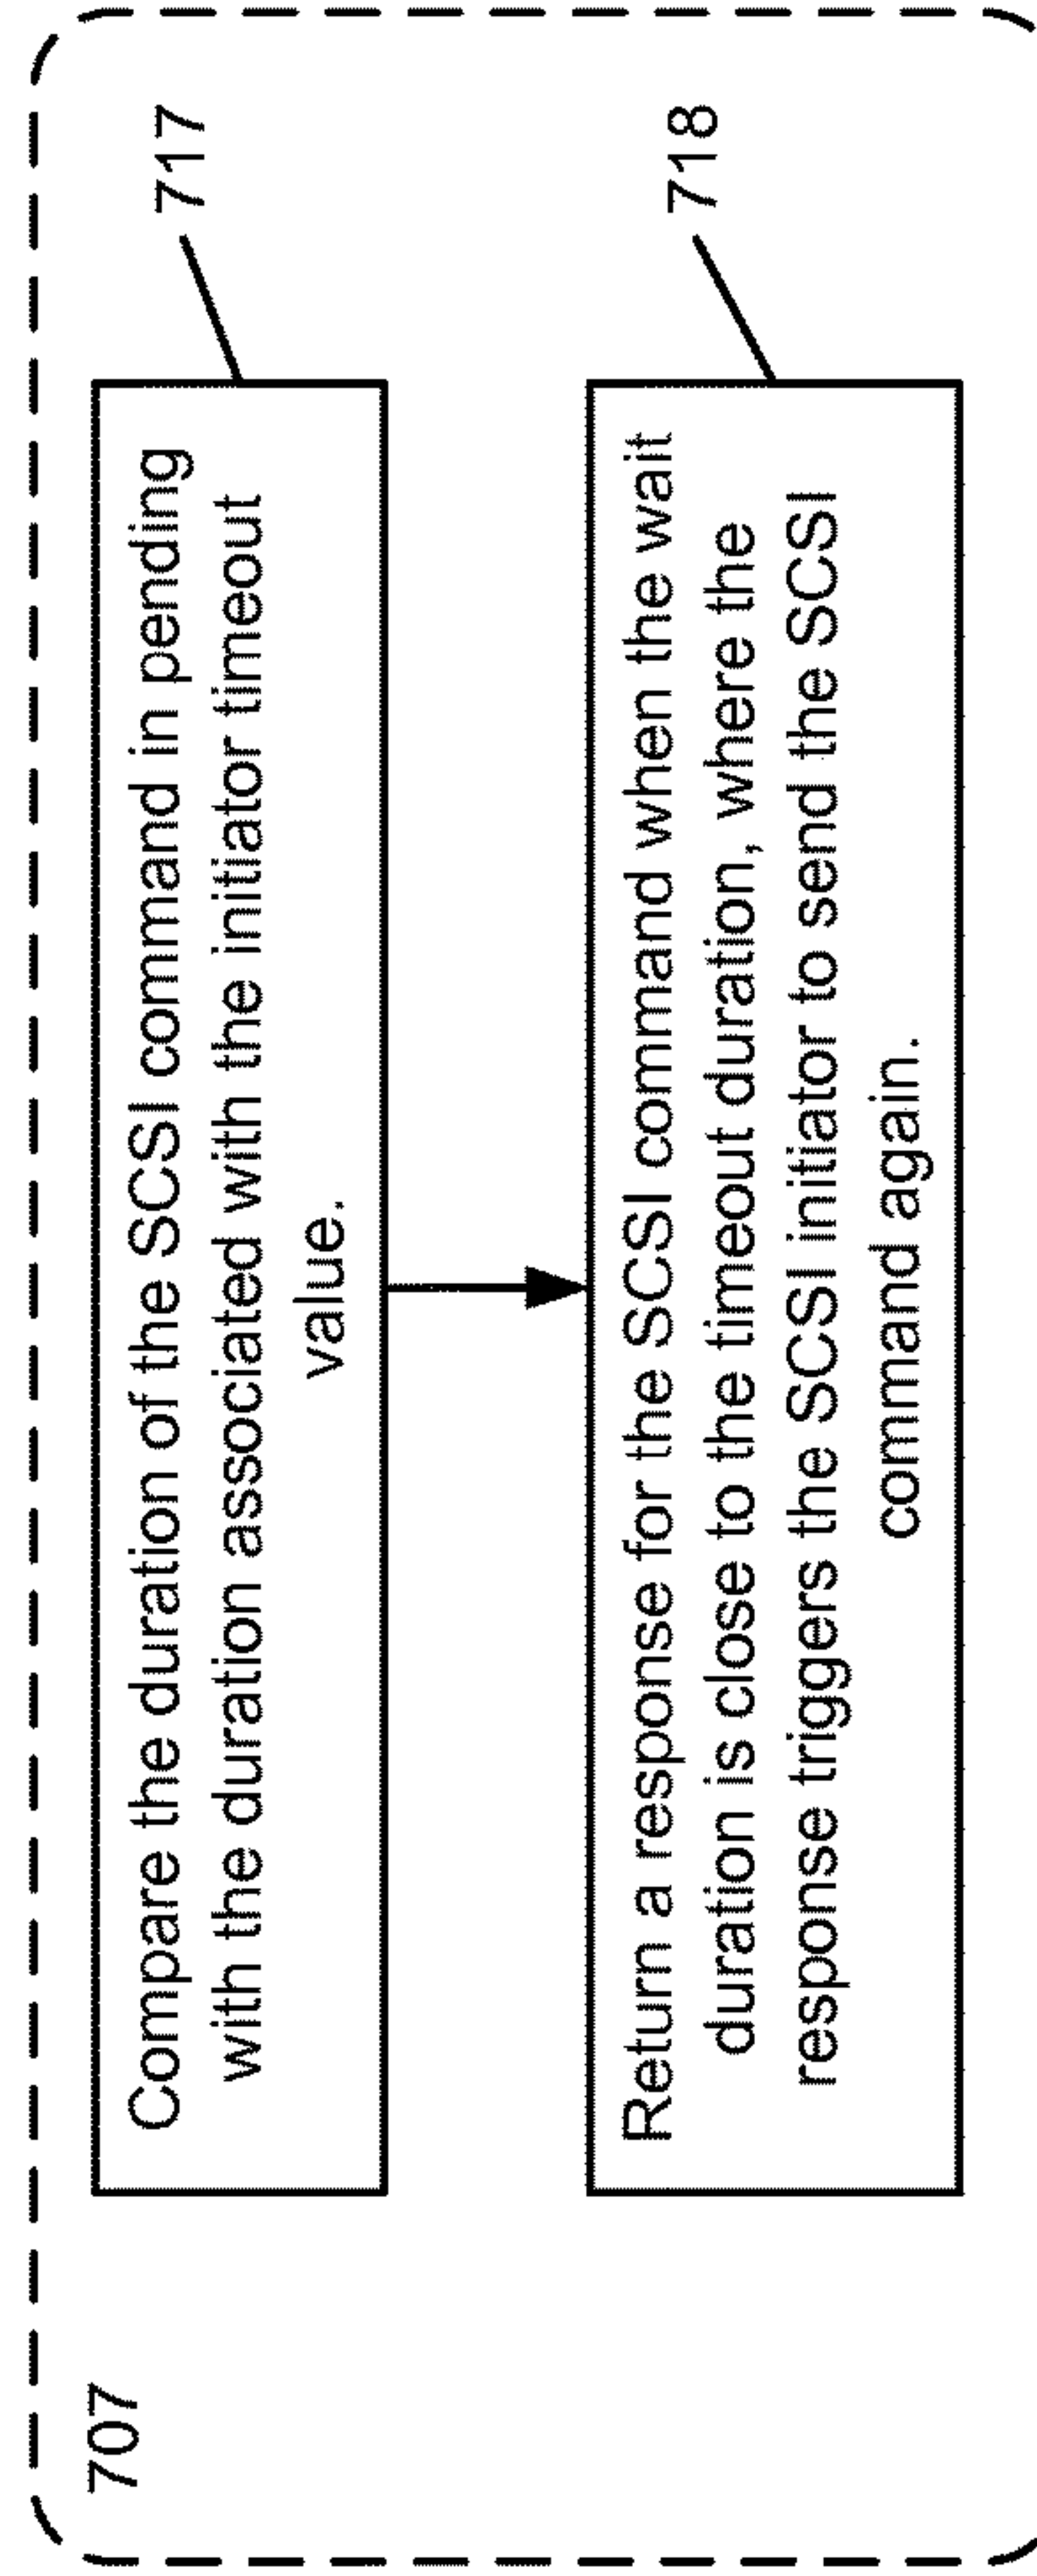 707
Compare the duration of the SCSI command in pending
with the duration associated with the initiator timeout
value.
717
Return a response for the SCSI command when the wait
duration is close to the timeout duration, where the
response triggers the SCSI initiator to send the SCSI
command again.
718